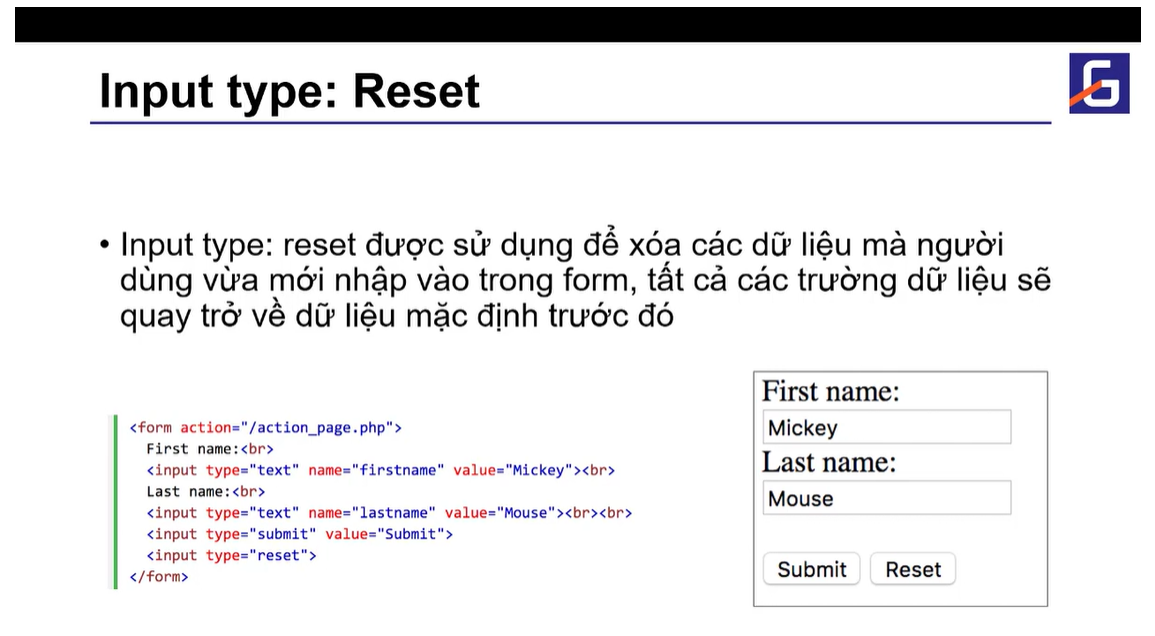 Input type: Reset
• Input type: reset được sử dụng để xóa các dữ liệu mà người
dùng vừa mới nhập vào trong form, tất cả các trường dữ liệu sẽ
quay trở về dữ liệu mặc định trước đó
<form action="/action_page.php">
First name:<br>
<input type="text" name="firstname" value="Mickey"><br>
Last name:<br>
<input type="text" name="lastname" value="Mouse"><br><br>
<input type="submit" value="Submit">
<input type="reset">
</form>
First name:
Mickey
Last name:
Mouse
Submit Reset